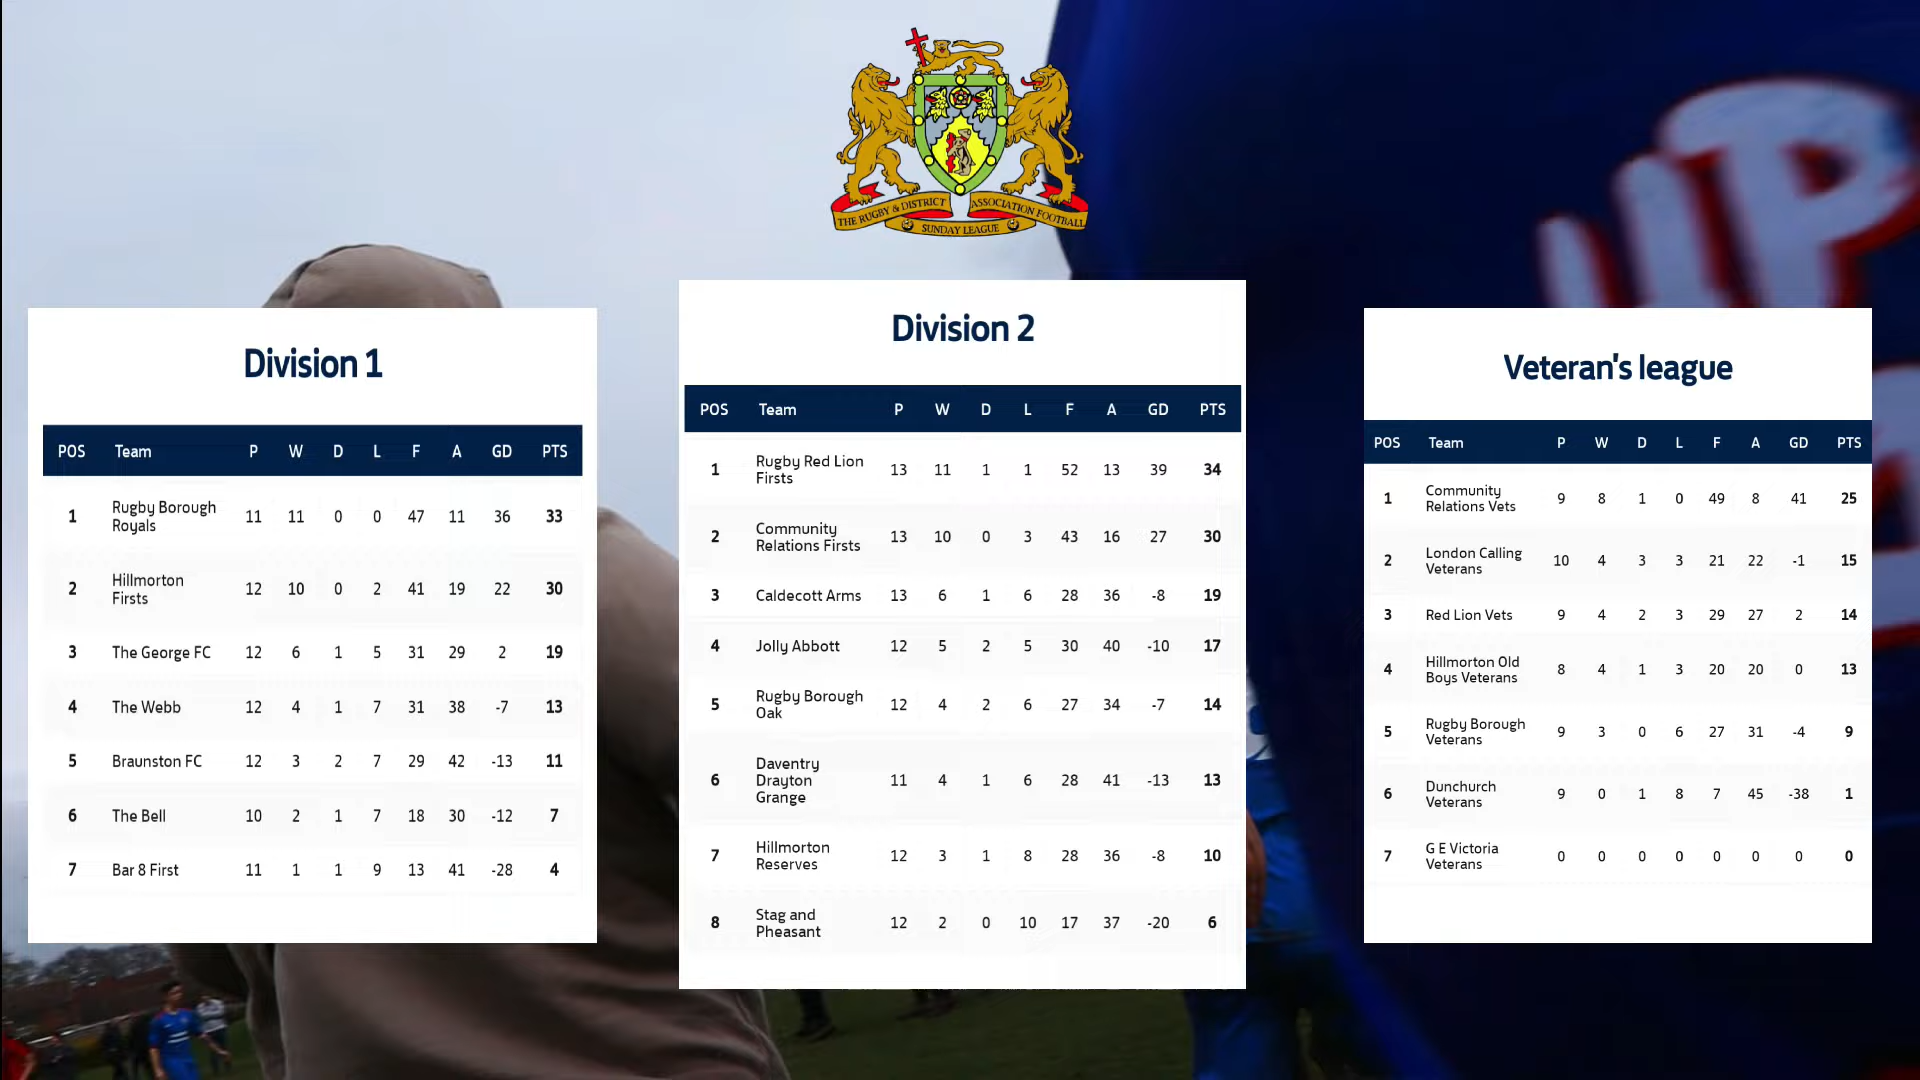 THE RUGBY & DISTRICT
ASSOCIATION FOOTBALL
SUNDAY LEAGUE
UP
Division 1
POS Team P W D L F A GD PTS
1 Rugby Borough
Royals 11 11 0 0 47 11 36 33
2 Hillmorton
Firsts 12 10 0 2 41 19 22 30
3 The George FC 12 6 1 5 31 29 2 19
4 The Webb 12 4 1 7 31 38 -7 13
5 Braunston FC 12 3 2 7 29 42 -13 11
6 The Bell 10 2 1 7 18 30 -12 7
7 Bar 8 First 11 1 1 9 13 41 -28 4
Division 2
POS Team P W D L F A GD PTS
1 Rugby Red Lion
Firsts 13 11 1 1 52 13 39 34
2 Community
Relations Firsts 13 10 0 3 43 16 27 30
3 Caldecott Arms 13 6 1 6 28 36 -8 19
4 Jolly Abbott 12 5 2 5 30 40 -10 17
5 Rugby Borough
Oak 12 4 2 6 27 34 -7 14
6 Daventry
Drayton
Grange 11 4 1 6 28 41 -13 13
7 Hillmorton
Reserves 12 3 1 8 28 36 -8 10
8 Stag and
Pheasant 12 2 0 10 17 37 -20 6
Veteran's league
POS Team P W D L F A GD PTS
1 Community
Relations Vets 9 8 1 0 49 8 41 25
2 London Calling
Veterans 10 4 3 3 21 22 -1 15
3 Red Lion Vets 9 4 2 3 29 27 2 14
4 Hillmorton Old
Boys Veterans 8 4 1 3 20 20 0 13
5 Rugby Borough
Veterans 9 3 0 6 27 31 -4 9
6 Dunchurch
Veterans 9 0 1 8 7 45 -38 1
7 G E Victoria
Veterans 0 0 0 0 0 0 0 0